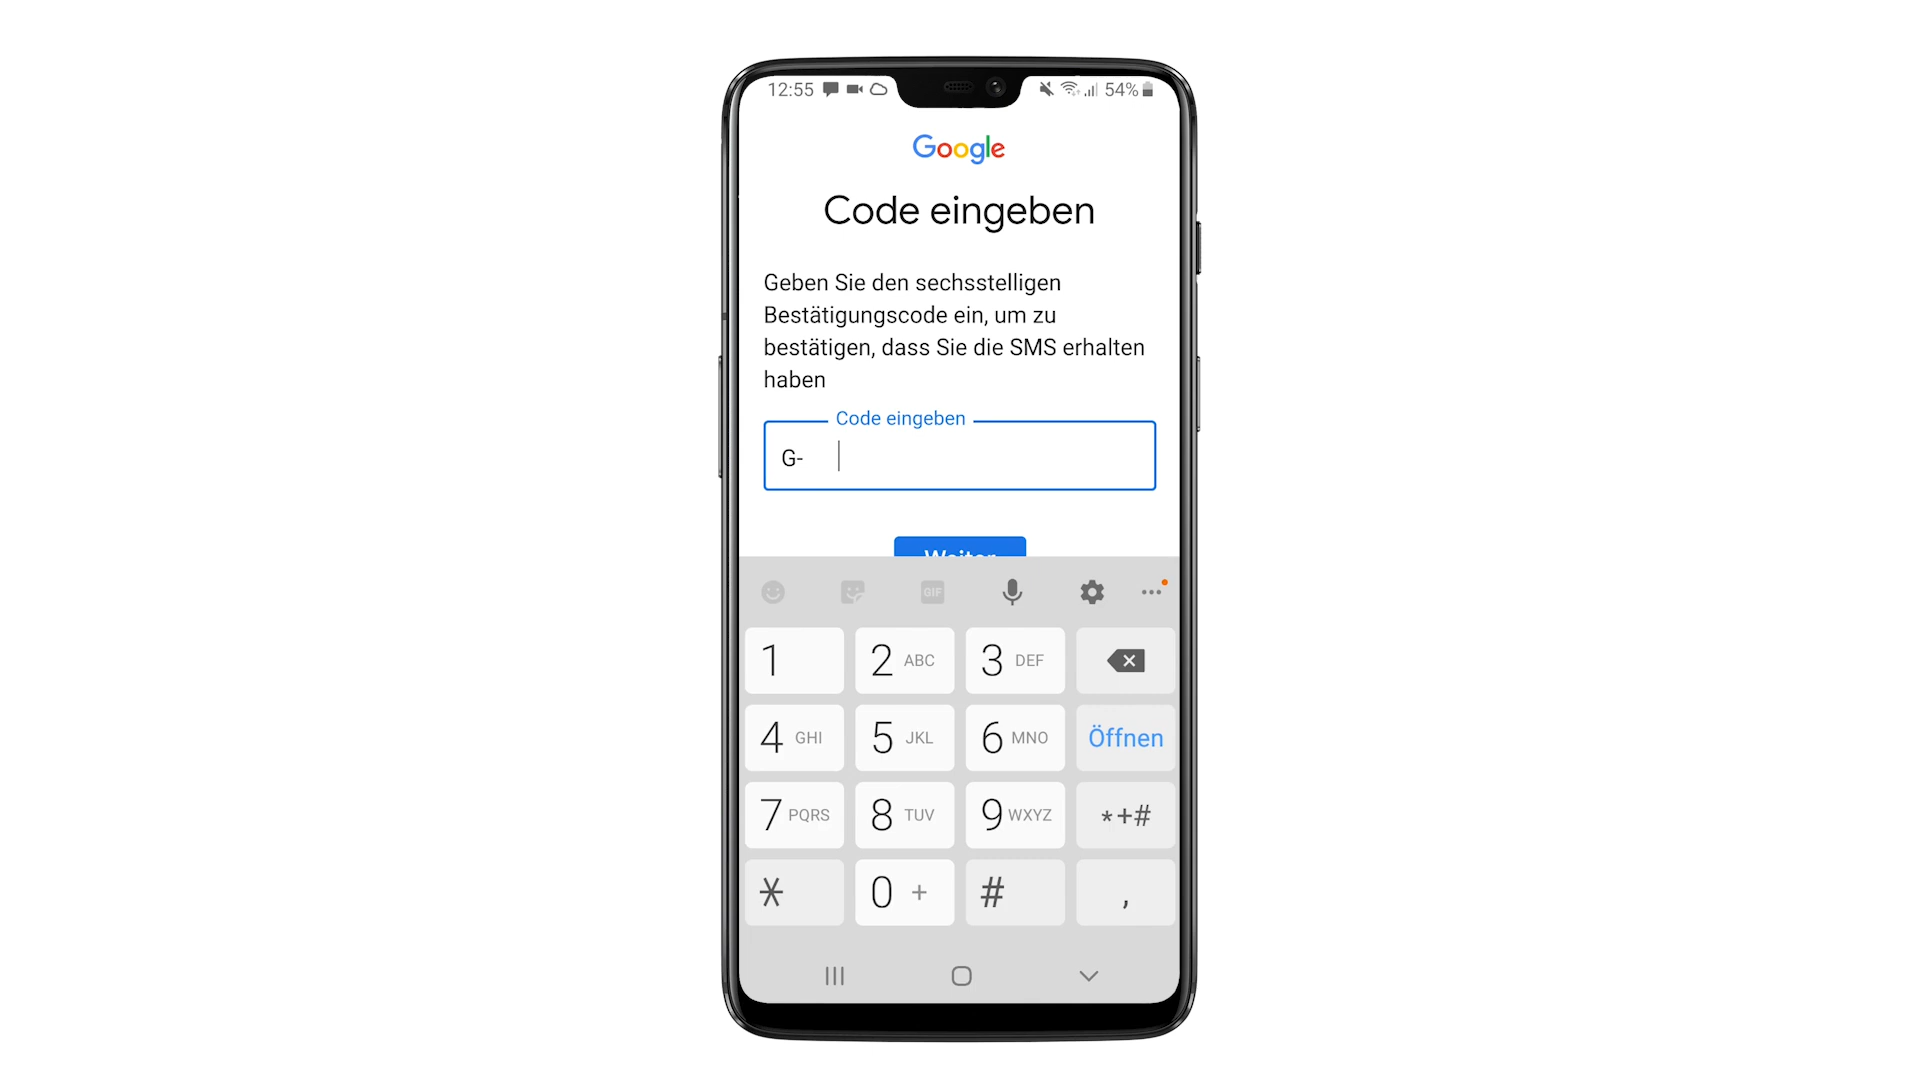 12:55 54%
Google
Code eingeben
Geben Sie den sechsstelligen
Bestätigungscode ein, um zu
bestätigen, dass Sie die SMS erhalten
haben
Code eingeben
G-
Weiter
GIF
1 2 ABC 3 DEF
4 GHI 5 JKL 6 MNO Öffnen
7 PQRS 8 TUV 9 WXYZ *+#
* 0 + # ,